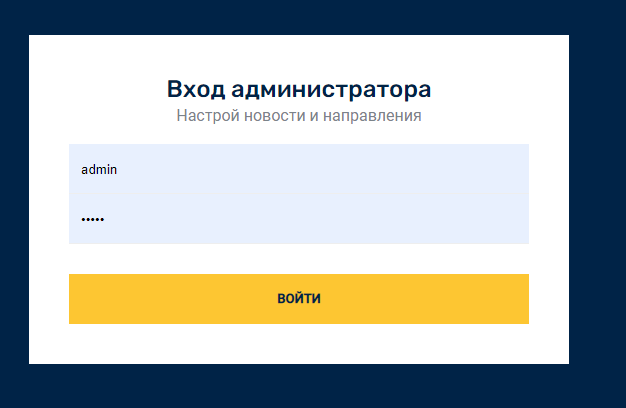 Вход администратора
Настрой новости и направления
admin
•••••
ВОЙТИ